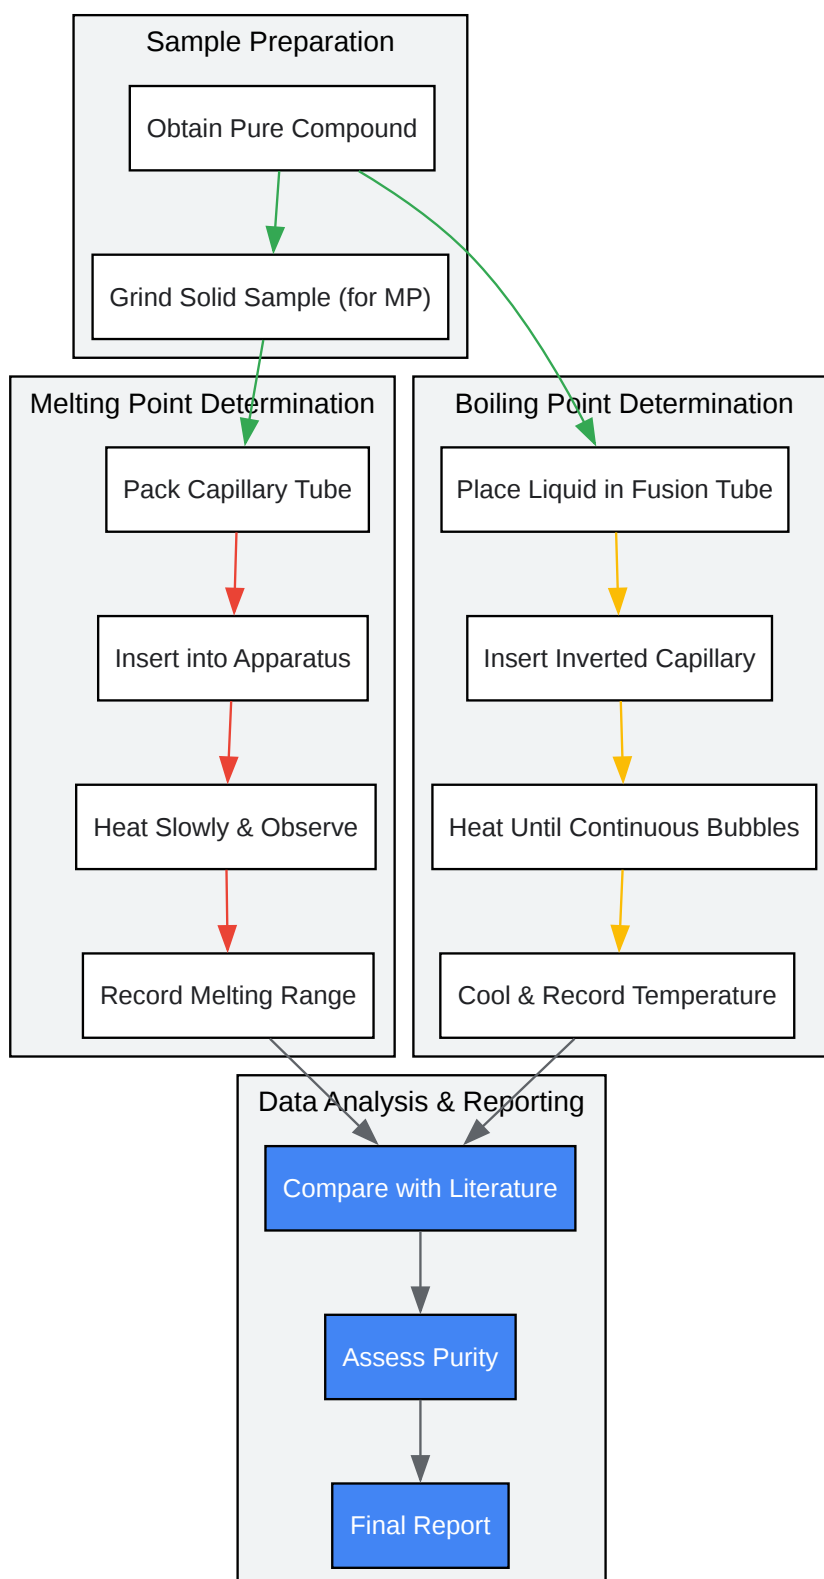 Sample Preparation
Obtain Pure Compound
Grind Solid Sample (for MP)
Melting Point Determination
Pack Capillary Tube
Insert into Apparatus
Heat Slowly & Observe
Record Melting Range
Boiling Point Determination
Place Liquid in Fusion Tube
Insert Inverted Capillary
Heat Until Continuous Bubbles
Cool & Record Temperature
Data Analysis & Reporting
Compare with Literature
Assess Purity
Final Report